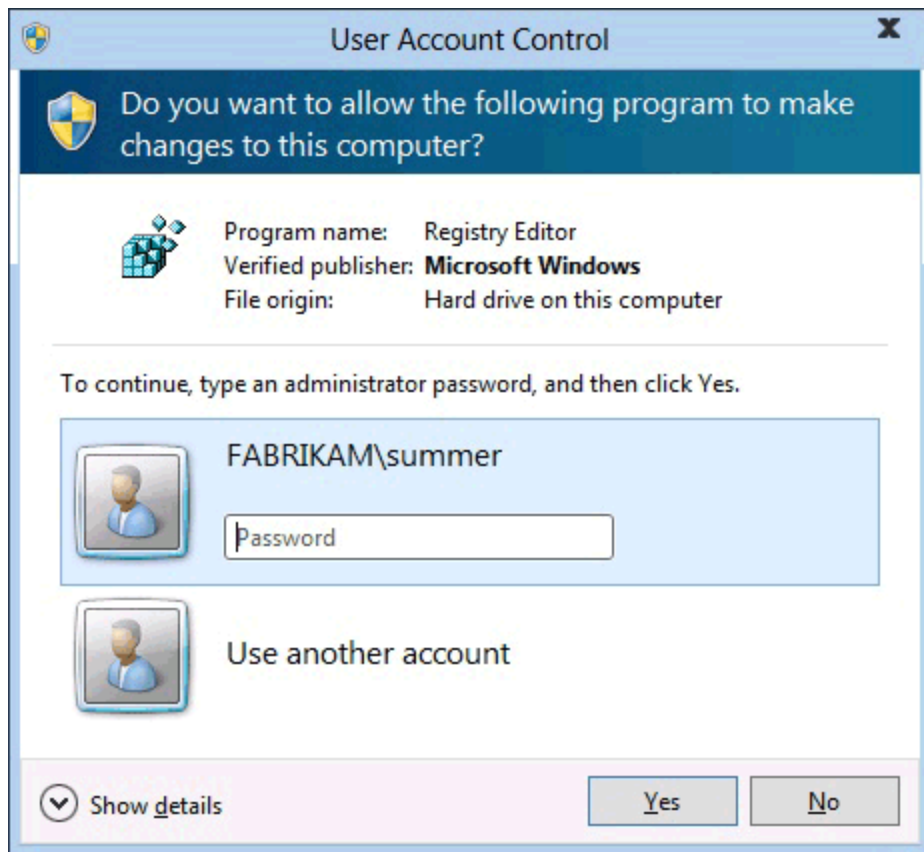 User Account Control
Do you want to allow the following program to make
changes to this computer?
Program name: Registry Editor
Verified publisher: Microsoft Windows
File origin: Hard drive on this computer
To continue, type an administrator password, and then click Yes.
FABRIKAM\summer
Password
Use another account
Show details
Yes
No